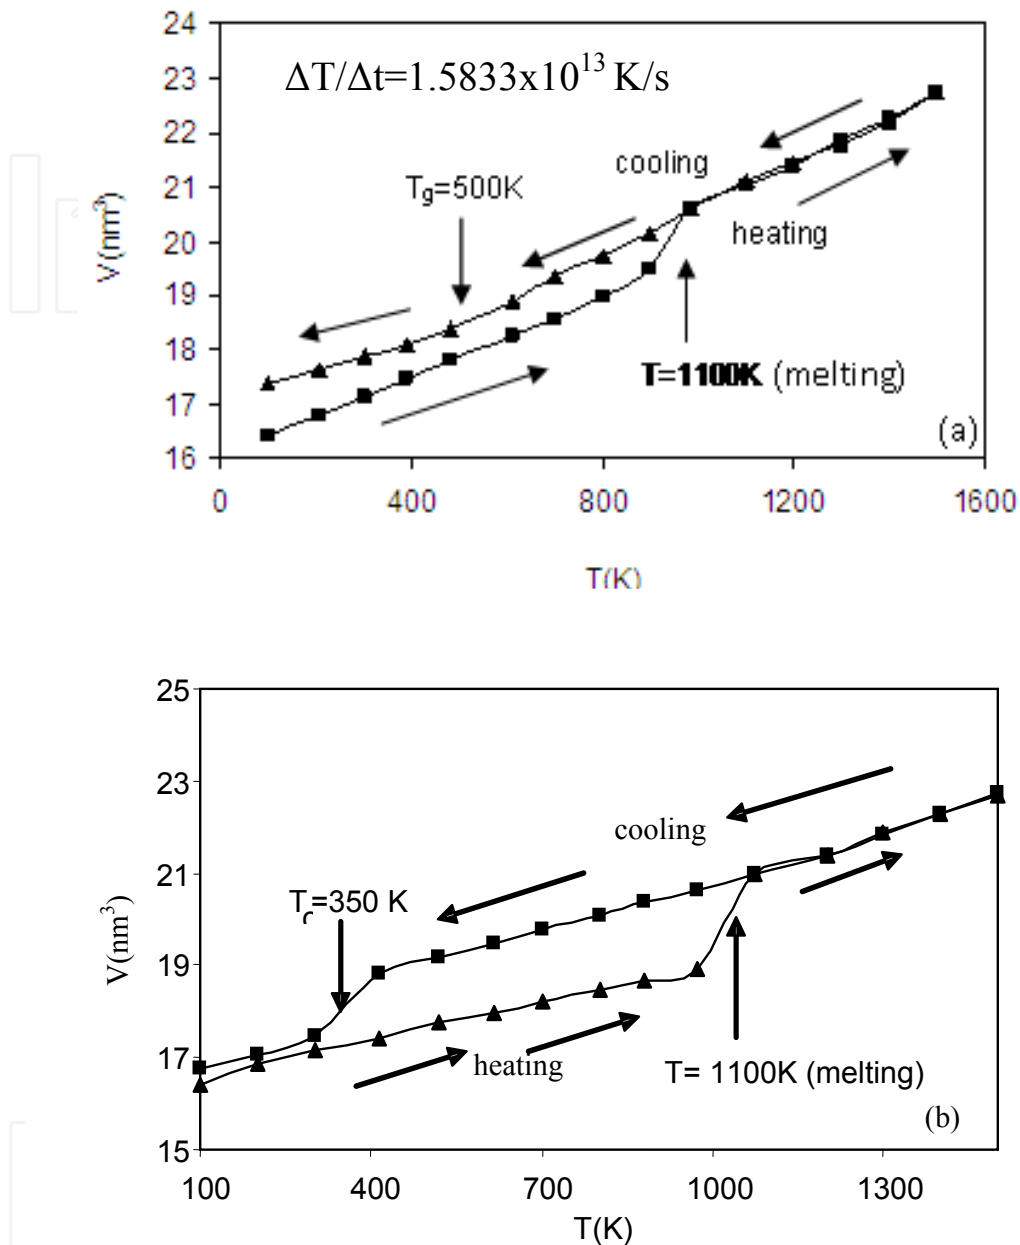 24
ΔT/Δt=1.5833x10¹³ K/s
23
22
cooling
21
Tg=500K
V(nm³)
20
heating
19
18
T=1100K (melting)
17
(a)
16
0 400 800 1200 1600
T(K)
25
23
cooling
21
Tc=350 K
V(nm³)
19
17
heating
T= 1100K (melting)
(b)
15
100 400 700 1000 1300
T(K)